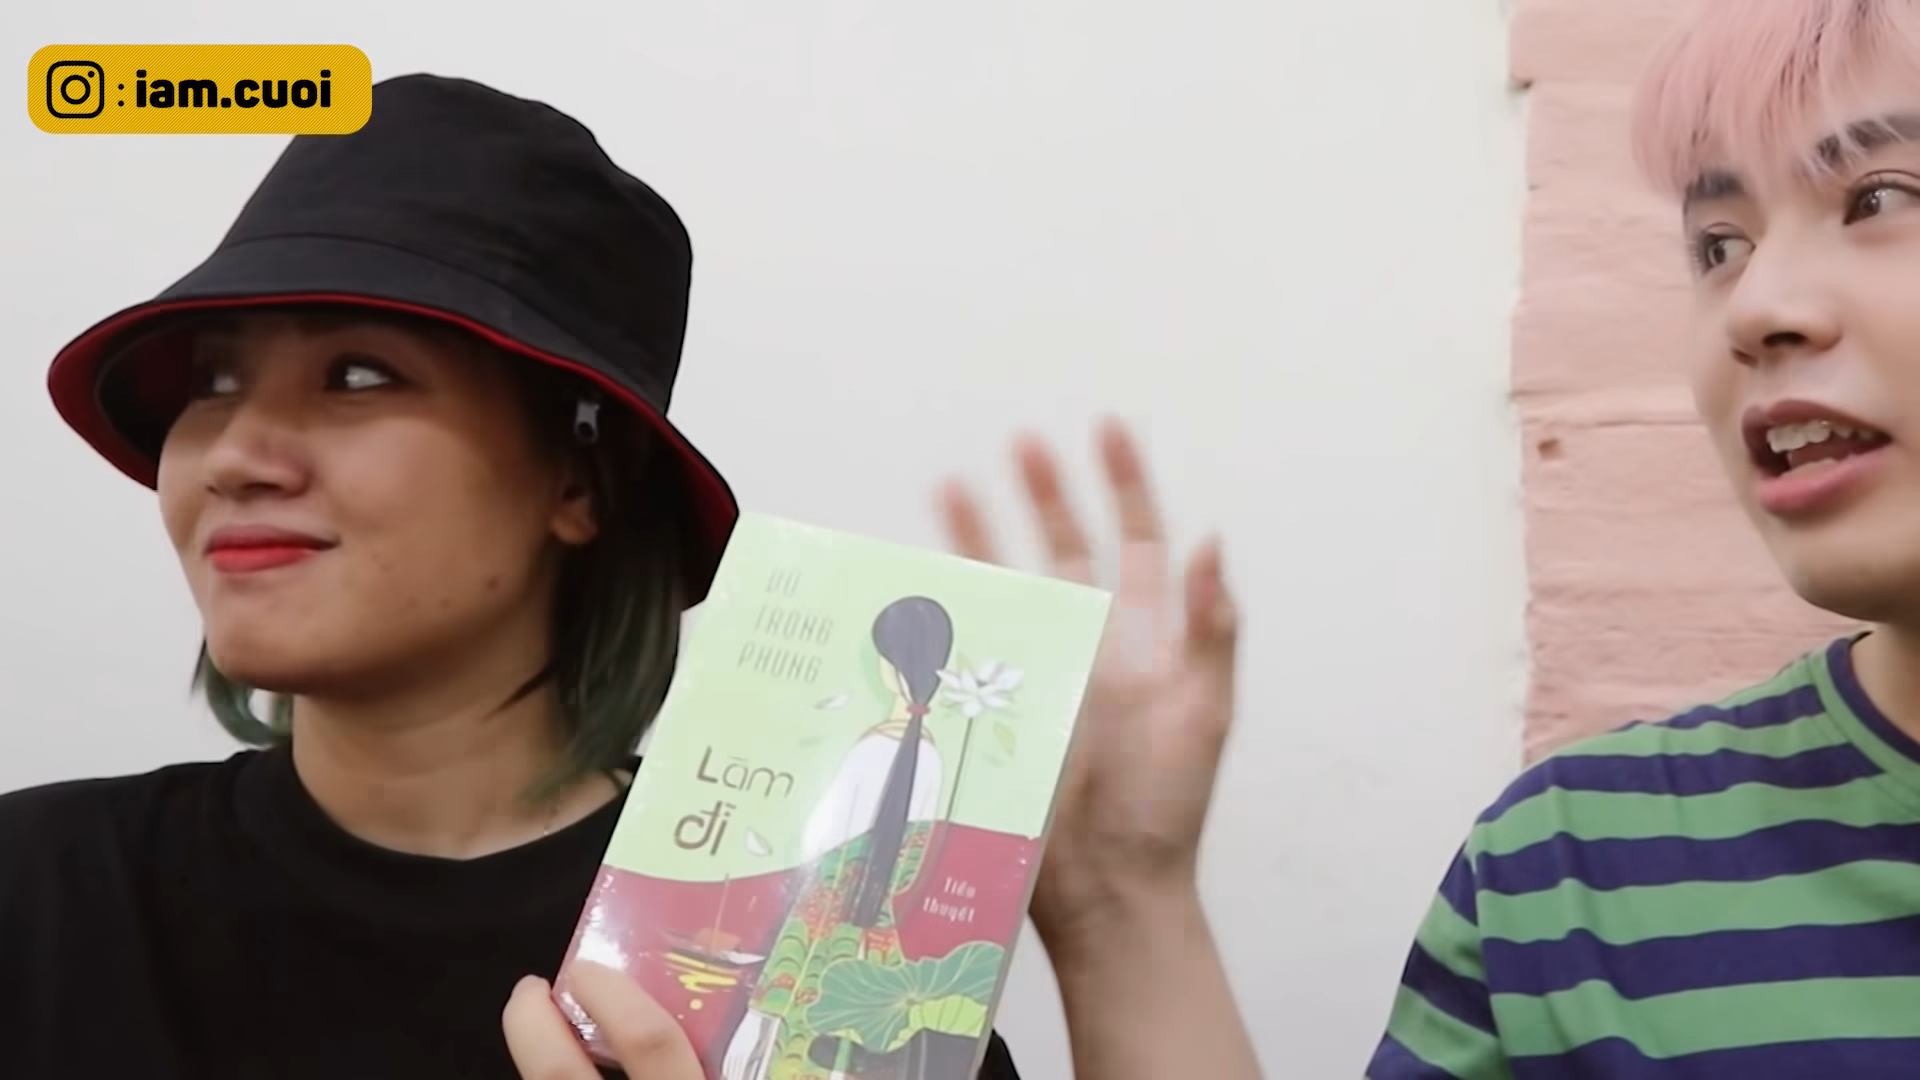 : iam.cuoi
VŨ
TRỌNG
PHỤNG
Làm
đĩ
Tiểu
thuyết